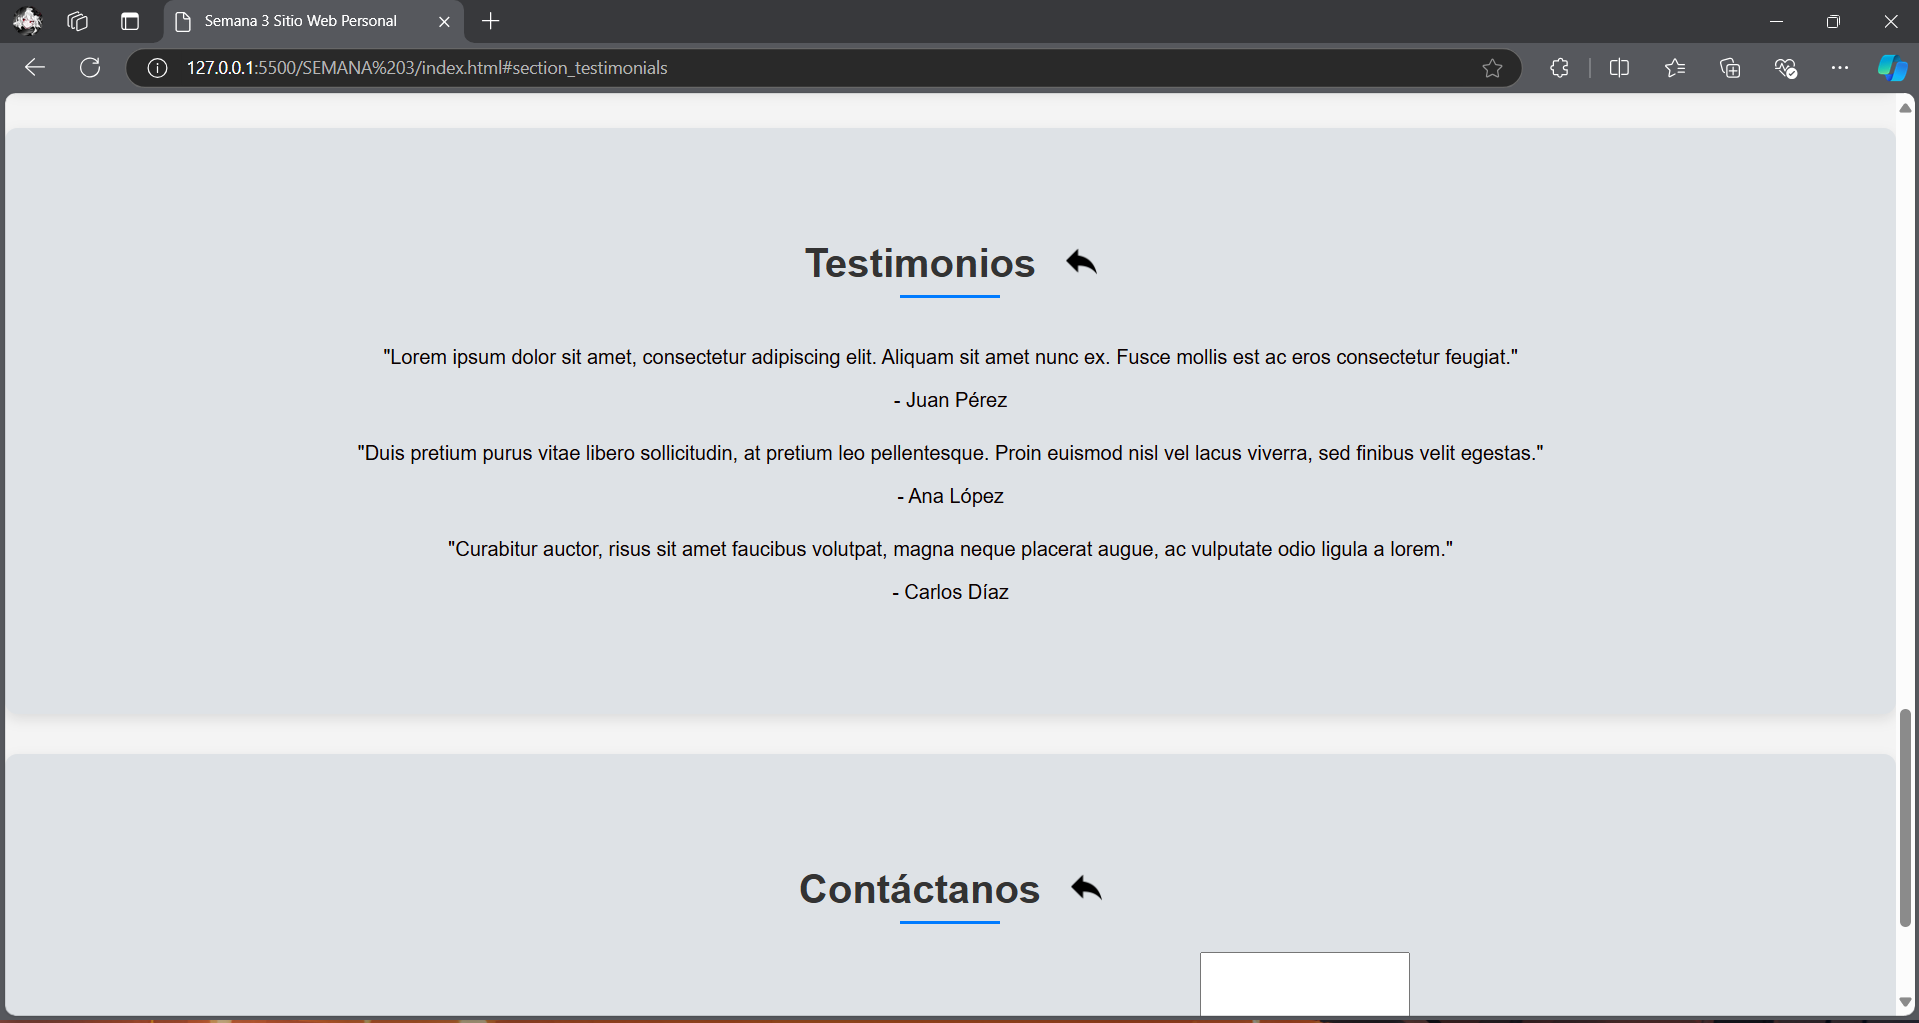 Semana 3 Sitio Web Personal
127.0.0.1:5500/SEMANA%203/index.html#section_testimonials
Testimonios
"Lorem ipsum dolor sit amet, consectetur adipiscing elit. Aliquam sit amet nunc ex. Fusce mollis est ac eros consectetur feugiat."
- Juan Pérez
"Duis pretium purus vitae libero sollicitudin, at pretium leo pellentesque. Proin euismod nisl vel lacus viverra, sed finibus velit egestas."
- Ana López
"Curabitur auctor, risus sit amet faucibus volutpat, magna neque placerat augue, ac vulputate odio ligula a lorem."
- Carlos Díaz
Contáctanos